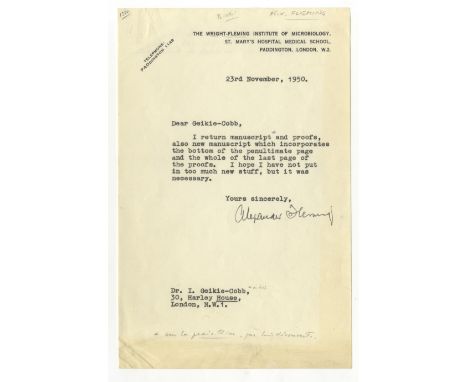 THE WRIGHT-FLEMING INSTITUTE OF MICROBIOLOGY,
ST. MARY'S HOSPITAL MEDICAL SCHOOL,
PADDINGTON, LONDON, W.2.
TELEPHONE:
PADDINGTON
23rd November, 1950.
Dear Geikie-Cobb,
I return manuscript and proofs,
also new manuscript which incorporates
the bottom of the penultimate page
and the whole of the last page of
the proofs. I hope I have not put
in too much new stuff, but it was
necessary.
Yours sincerely,
Alexander Fleming
Dr. I. Geikie-Cobb,
30, Harley House,
London, N.W.1.